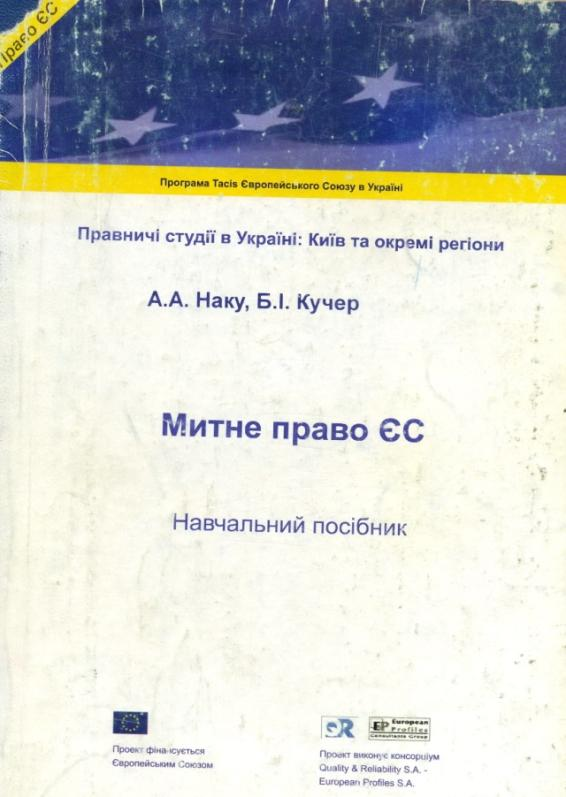 Право ЄС
Програма Tacis Європейського Союзу в Україні
Правничі студії в Україні: Київ та окремі регіони
А.А. Наку, Б.І. Кучер
Митне право ЄС
Навчальний посібник
Проект фінансується
Європейським Союзом
QR
EP European
Profiles
Consultants Group
Проект виконує консорціум
Quality & Reliability S.A. -
European Profiles S.A.